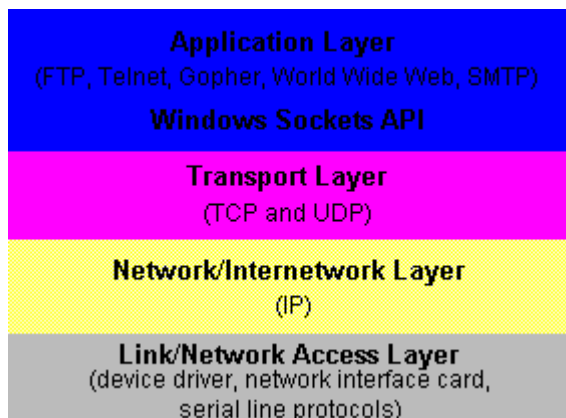 Application Layer
(FTP, Telnet, Gopher, World Wide Web, SMTP)
Windows Sockets API
Transport Layer
(TCP and UDP)
Network/Internetwork Layer
(IP)
Link/Network Access Layer
(device driver, network interface card,
serial line protocols)